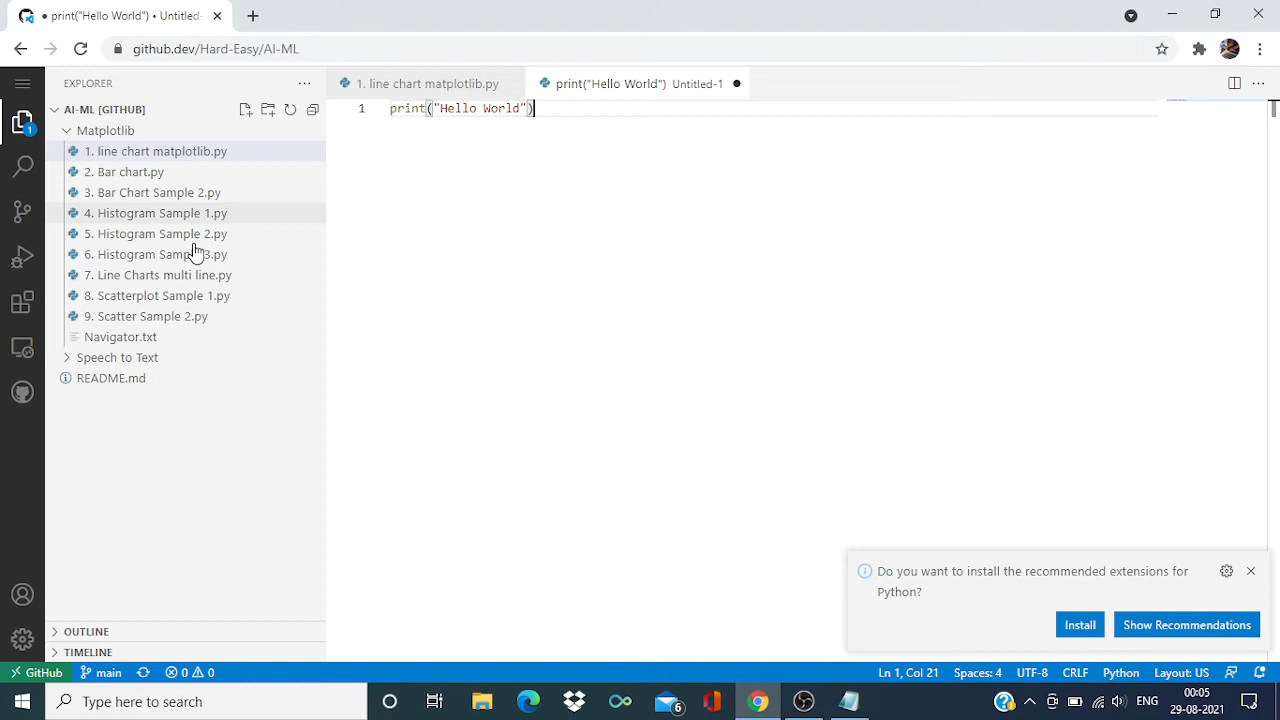 print("Hello World") • Untitled-
github.dev/Hard-Easy/AI-ML
EXPLORER
1. line chart matplotlib.py
print("Hello World") Untitled-1
AI-ML [GITHUB]
1 print("Hello World")
Matplotlib
1. line chart matplotlib.py
2. Bar chart.py
3. Bar Chart Sample 2.py
4. Histogram Sample 1.py
5. Histogram Sample 2.py
6. Histogram 3.py
7. Line Charts multi line.py
8. Scatterplot Sample 1.py
9. Scatter Sample 2.py
Navigator.txt
Speech to Text
README.md
1
Do you want to install the recommended extensions for
Python?
Install
Show Recommendations
OUTLINE
TIMELINE
GitHub
main
0 0
Ln 1, Col 21
Spaces: 4
UTF-8
CRLF
Python
Layout: US
Type here to search
6
ENG
00:05
29-08-2021